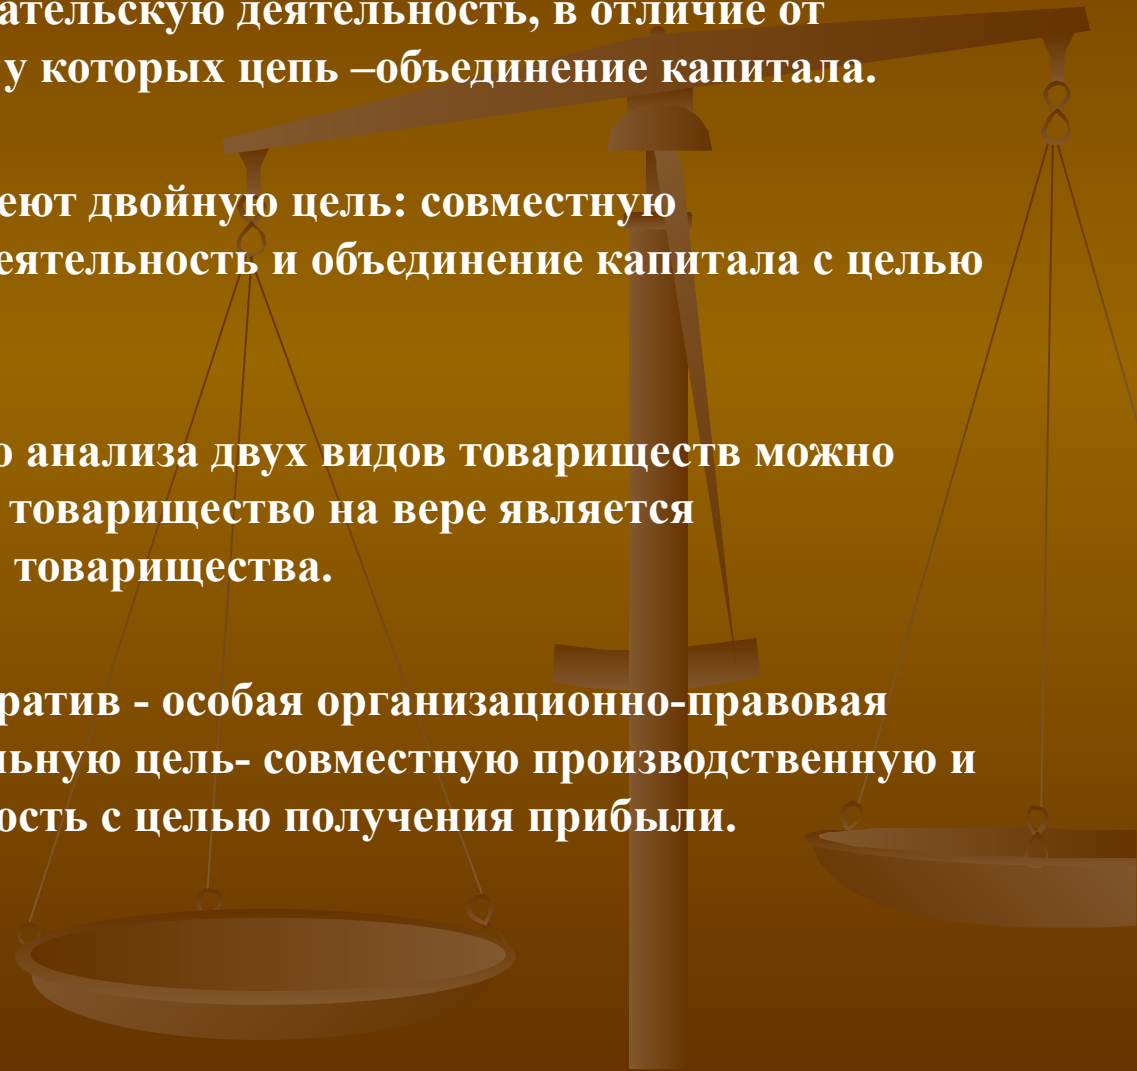 ательскую деятельность, в отличие от
у которых цепь –объединение капитала.
еют двойную цель: совместную
еятельность и объединение капитала с целью
о анализа двух видов товариществ можно
товарищество на вере является
товарищества.
ратив - особая организационно-правовая
льную цель- совместную производственную и
ость с целью получения прибыли.